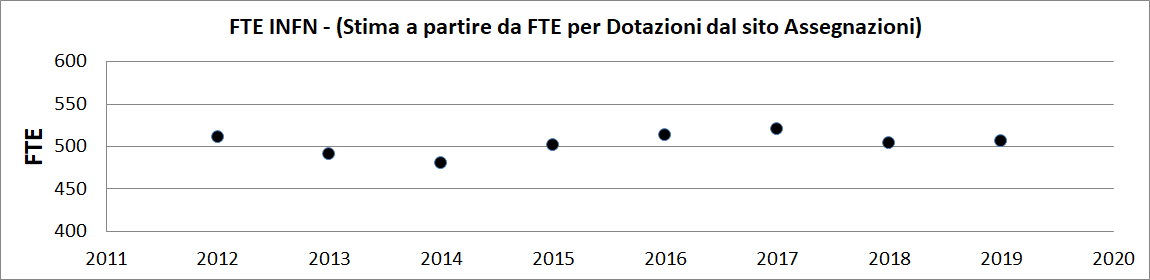 FTE INFN - (Stima a partire da FTE per Dotazioni dal sito Assegnazioni)
600
550
500
450
400
FTE
2011 2012 2013 2014 2015 2016 2017 2018 2019 2020